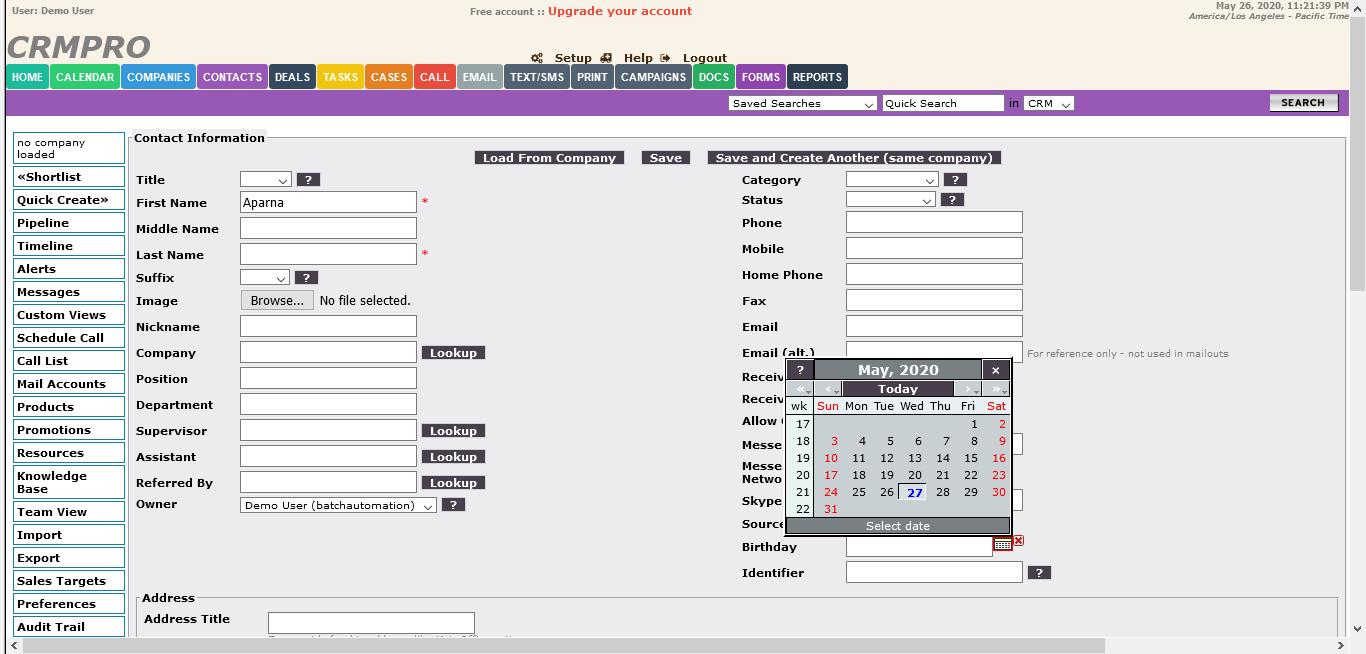 User: Demo User
Free account :: Upgrade your account
May 26, 2020, 11:21:39 PM
America/Los Angeles - Pacific Time
CRMPRO
Setup Help Logout
HOME CALENDAR COMPANIES CONTACTS DEALS TASKS CASES CALL EMAIL TEXT/SMS PRINT CAMPAIGNS DOCS FORMS REPORTS
Saved Searches Quick Search in CRM SEARCH
no company
loaded
«Shortlist
Quick Create»
Pipeline
Timeline
Alerts
Messages
Custom Views
Schedule Call
Call List
Mail Accounts
Products
Promotions
Resources
Knowledge
Base
Team View
Import
Export
Sales Targets
Preferences
Audit Trail
Contact Information
Load From Company Save Save and Create Another (same company)
Title ?
First Name Aparna *
Middle Name
Last Name *
Suffix ?
Image Browse... No file selected.
Nickname
Company Lookup
Position
Department
Supervisor Lookup
Assistant Lookup
Referred By Lookup
Owner Demo User (batchautomation) ?
Category ?
Status ?
Phone
Mobile
Home Phone
Fax
Email
Email (alt.) For reference only - not used in mailouts
Receiv
Receiv
Allow
Messe
Messe
Netwo
Skype
Source
Birthday
Identifier ?
? May, 2020 ×
« ‹ Today › »
wk Sun Mon Tue Wed Thu Fri Sat
17 1 2
18 3 4 5 6 7 8 9
19 10 11 12 13 14 15 16
20 17 18 19 20 21 22 23
21 24 25 26 27 28 29 30
22 31
Select date
Address
Address Title